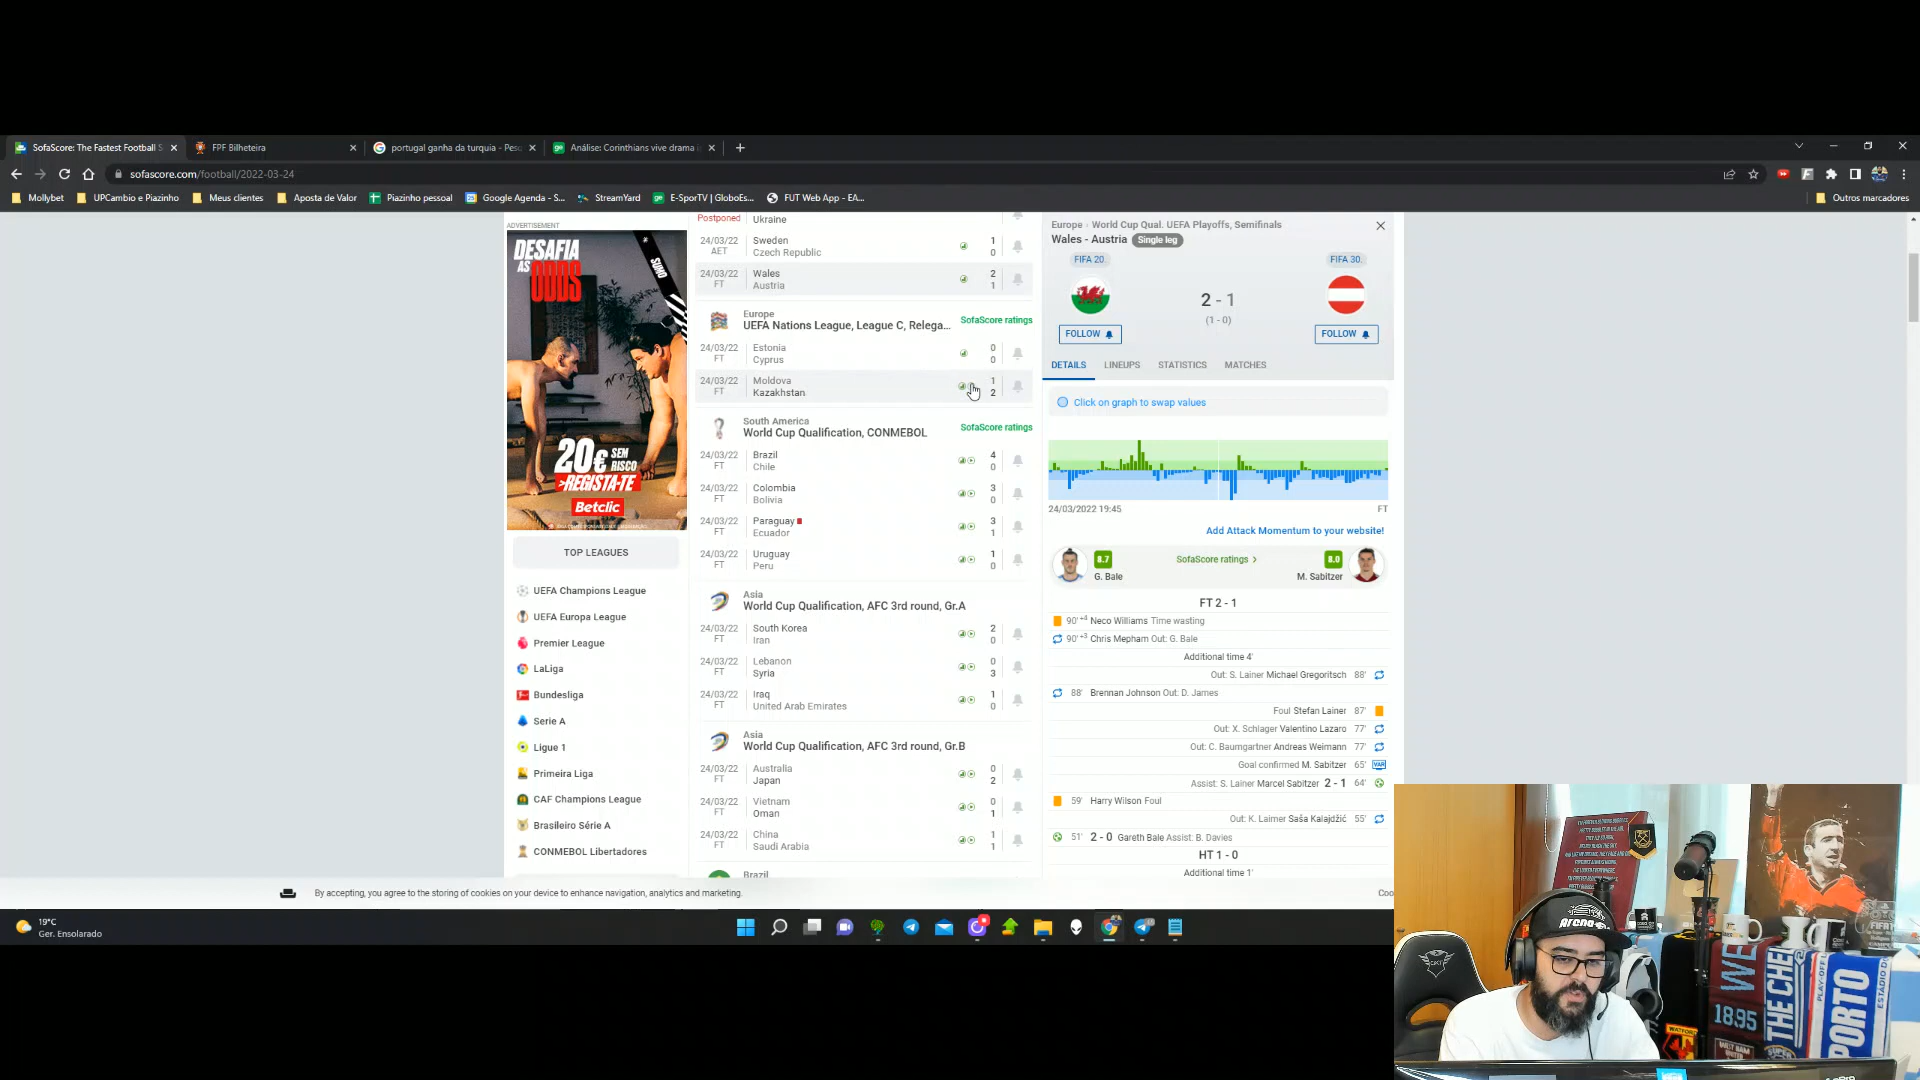 SofaScore: The Fastest Football S
FPF Bilheteira
portugal ganha da turquia - Pesq
Análise: Corinthians vive drama
sofascore.com/football/2022-03-24
Mollybet
UPCambio e Piazinho
Meus clientes
Aposta de Valor
Piazinho pessoal
Google Agenda - S...
StreamYard
E-SporTV | GloboEs...
FUT Web App - EA...
Outros marcadores
ADVERTISEMENT
DESAFIA
AS ODDS
SUMO
20€ SEM
RISCO
>REGISTA-TE
Betclic
TOP LEAGUES
UEFA Champions League
UEFA Europa League
Premier League
LaLiga
Bundesliga
Serie A
Ligue 1
Primeira Liga
CAF Champions League
Brasileiro Série A
CONMEBOL Libertadores
Postponed Ukraine
24/03/22 Sweden 1
AET Czech Republic 0
24/03/22 Wales 2
FT Austria 1
Europe
UEFA Nations League, League C, Relega... SofaScore ratings
24/03/22 Estonia 0
FT Cyprus 0
24/03/22 Moldova 1
FT Kazakhstan 2
South America
World Cup Qualification, CONMEBOL SofaScore ratings
24/03/22 Brazil 4
FT Chile 0
24/03/22 Colombia 3
FT Bolivia 0
24/03/22 Paraguay 3
FT Ecuador 1
24/03/22 Uruguay 1
FT Peru 0
Asia
World Cup Qualification, AFC 3rd round, Gr.A
24/03/22 South Korea 2
FT Iran 0
24/03/22 Lebanon 0
FT Syria 3
24/03/22 Iraq 1
FT United Arab Emirates 0
Asia
World Cup Qualification, AFC 3rd round, Gr.B
24/03/22 Australia 0
FT Japan 2
24/03/22 Vietnam 0
FT Oman 1
24/03/22 China 1
FT Saudi Arabia 1
Brazil
Europe › World Cup Qual. UEFA Playoffs, Semifinals
Wales - Austria Single leg
FIFA 20. FIFA 30.
2 - 1
(1 - 0)
FOLLOW FOLLOW
DETAILS LINEUPS STATISTICS MATCHES
Click on graph to swap values
24/03/2022 19:45 FT
Add Attack Momentum to your website!
8.7 SofaScore ratings > 8.0
G. Bale M. Sabitzer
FT 2 - 1
90'+4 Neco Williams Time wasting
90'+3 Chris Mepham Out: G. Bale
Additional time 4'
Out: S. Lainer Michael Gregoritsch 88'
88' Brennan Johnson Out: D. James
Foul Stefan Lainer 87'
Out: X. Schlager Valentino Lazaro 77'
Out: C. Baumgartner Andreas Weimann 77'
Goal confirmed M. Sabitzer 65' VAR
Assist: S. Lainer Marcel Sabitzer 2 - 1 64'
59' Harry Wilson Foul
Out: K. Laimer Saša Kalajdžić 55'
51' 2 - 0 Gareth Bale Assist: B. Davies
HT 1 - 0
Additional time 1'
By accepting, you agree to the storing of cookies on your device to enhance navigation, analytics and marketing.
Coo
19°C
Ger. Ensolarado
Arena
WE
1895
THE CHE
PORTO
WATFORD
WEST HAM